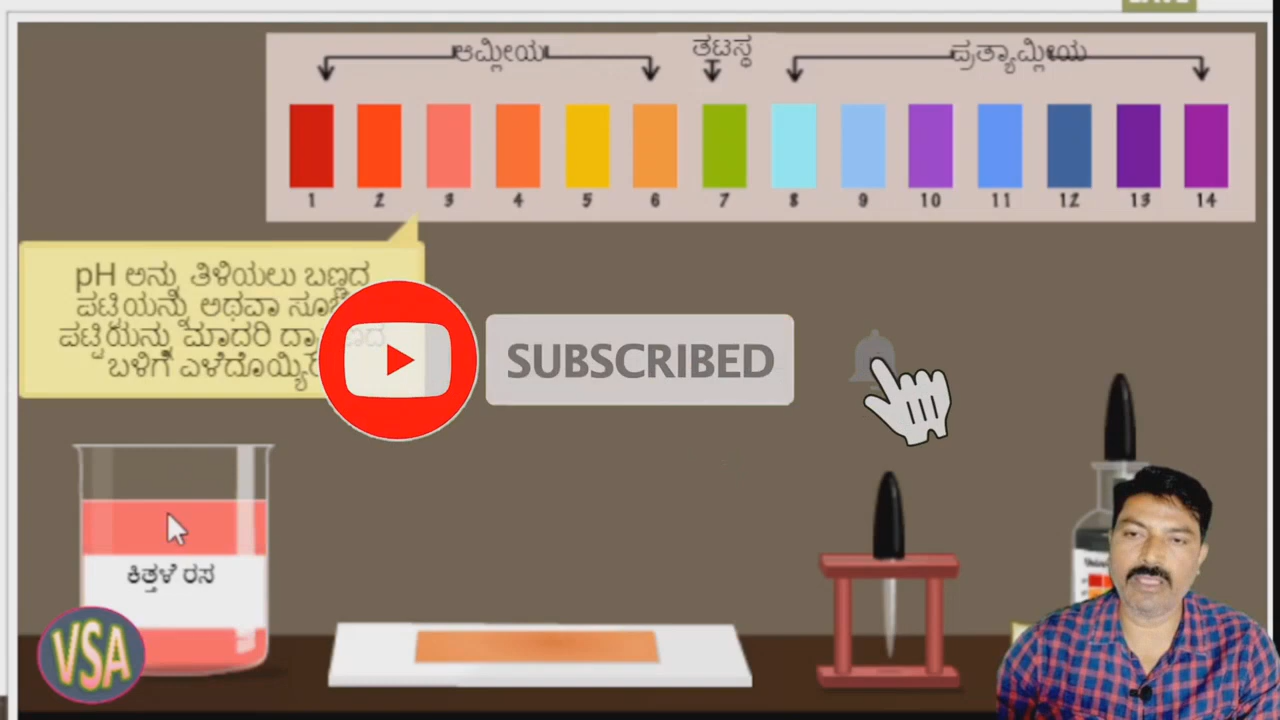 ಆಮ್ಲೀಯ ತಟಸ್ಥ ಪ್ರತ್ಯಾಮ್ಲೀಯ
1 2 3 4 5 6 7 8 9 10 11 12 13 14
pH ಅನ್ನು ತಿಳಿಯಲು ಬಣ್ಣದ
ಪಟ್ಟಿಯನ್ನು ಅಥವಾ
ಪಟ್ಟಿಯನ್ನು ಮಾದರಿ
ಬಳಿಗೆ
SUBSCRIBED
ಕಿತ್ತಳೆ ರಸ
VSA